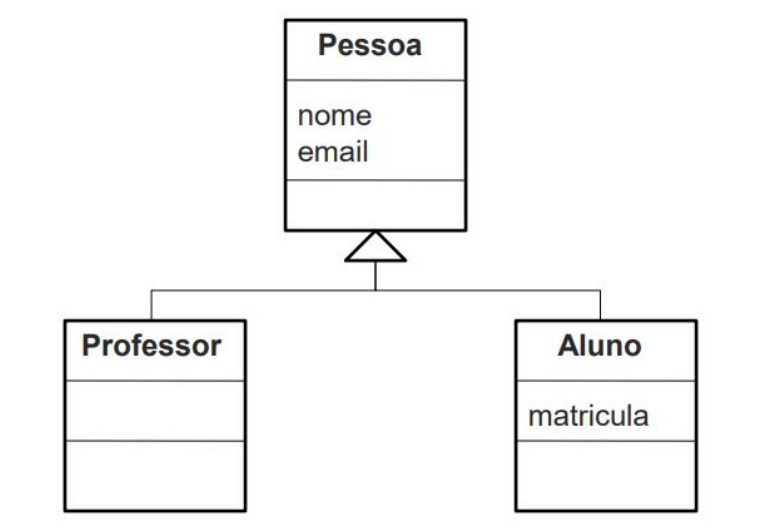 Pessoa
nome
email
Professor
Aluno
matricula